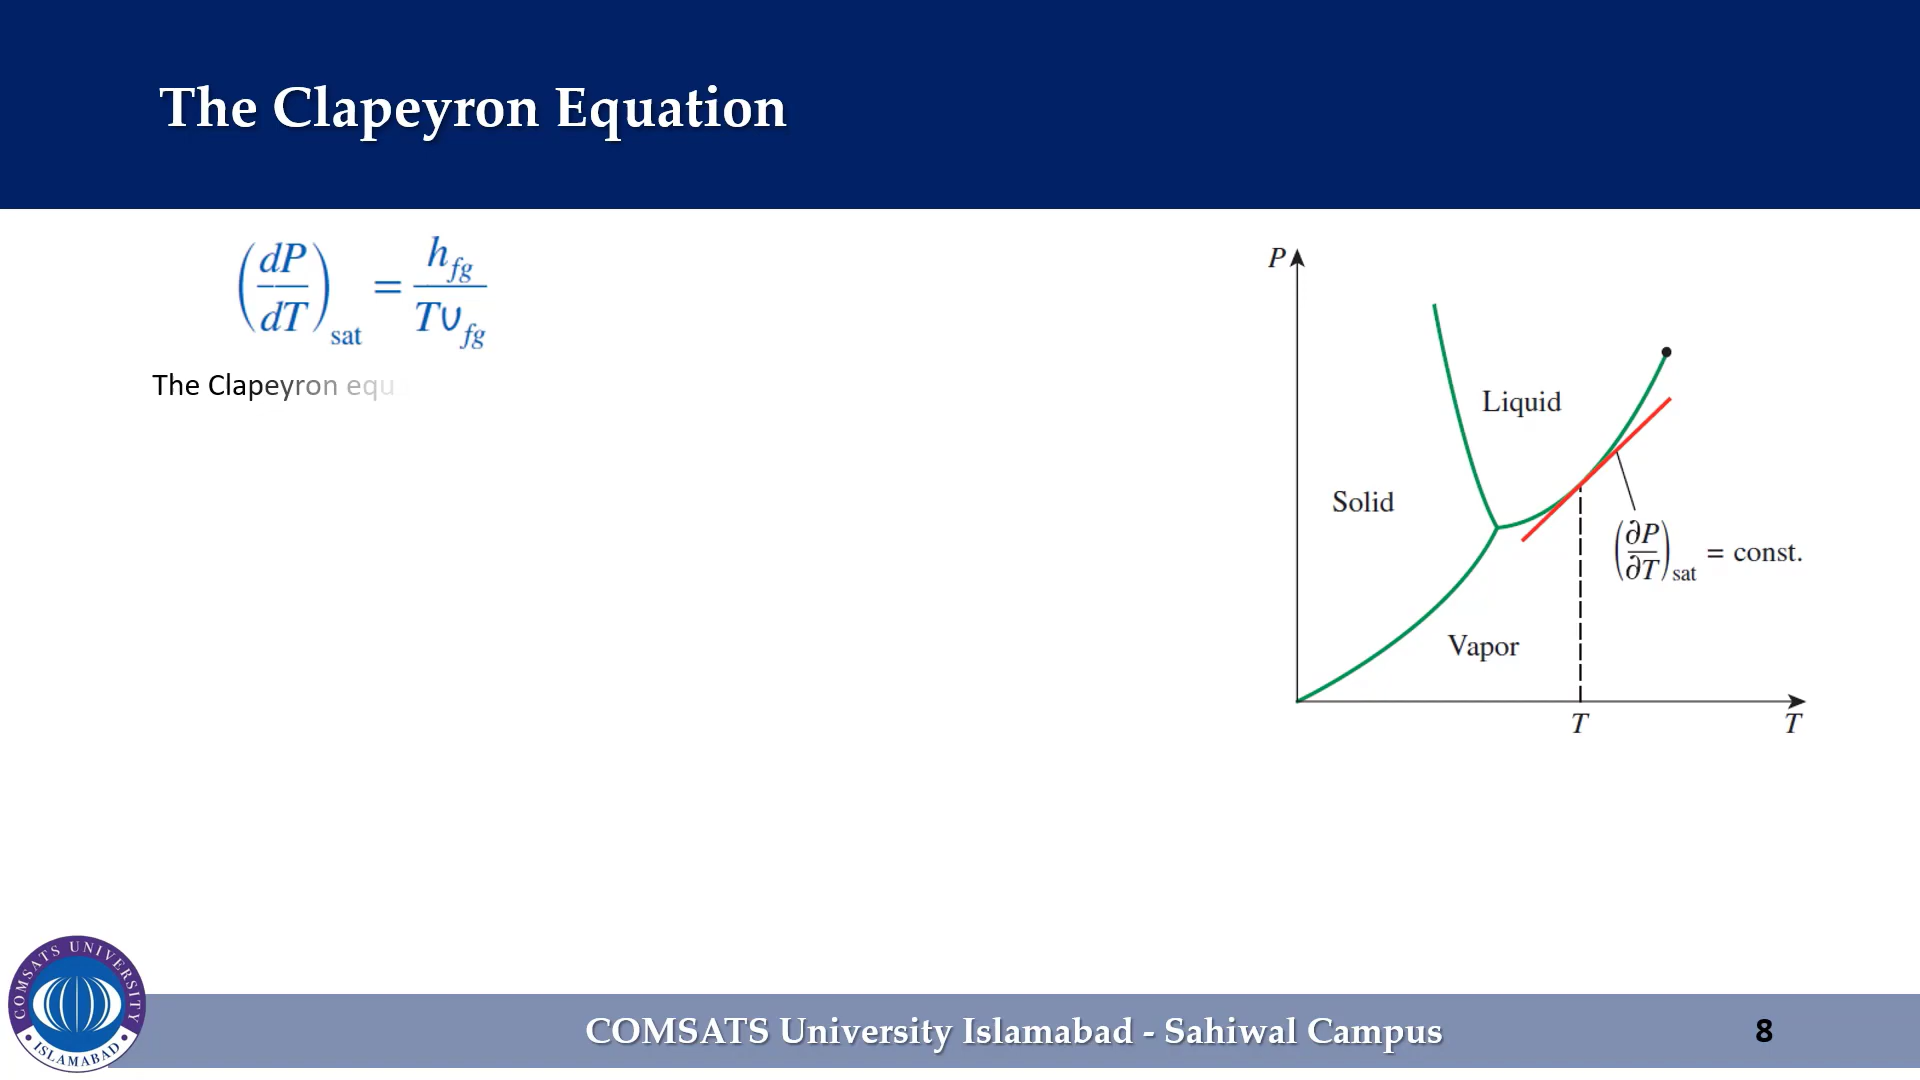 The Clapeyron Equation
(dP/dT)sat = hfg/Tυfg
The Clapeyron equ
P
Liquid
Solid
(∂P/∂T)sat = const.
Vapor
T
T
COMSATS UNIVERSITY
• ISLAMABAD •
COMSATS University Islamabad - Sahiwal Campus
8